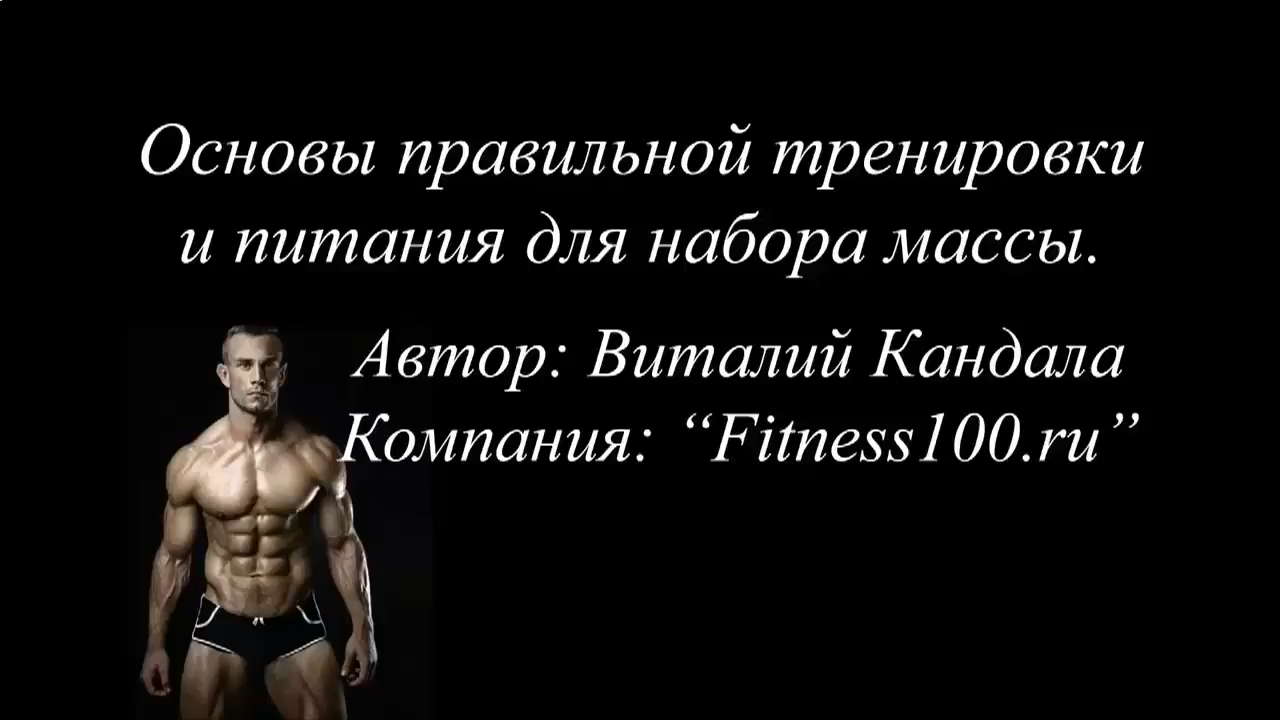 Основы правильной тренировки
и питания для набора массы.
Автор: Виталий Кандала
Компания: “Fitness100.ru”